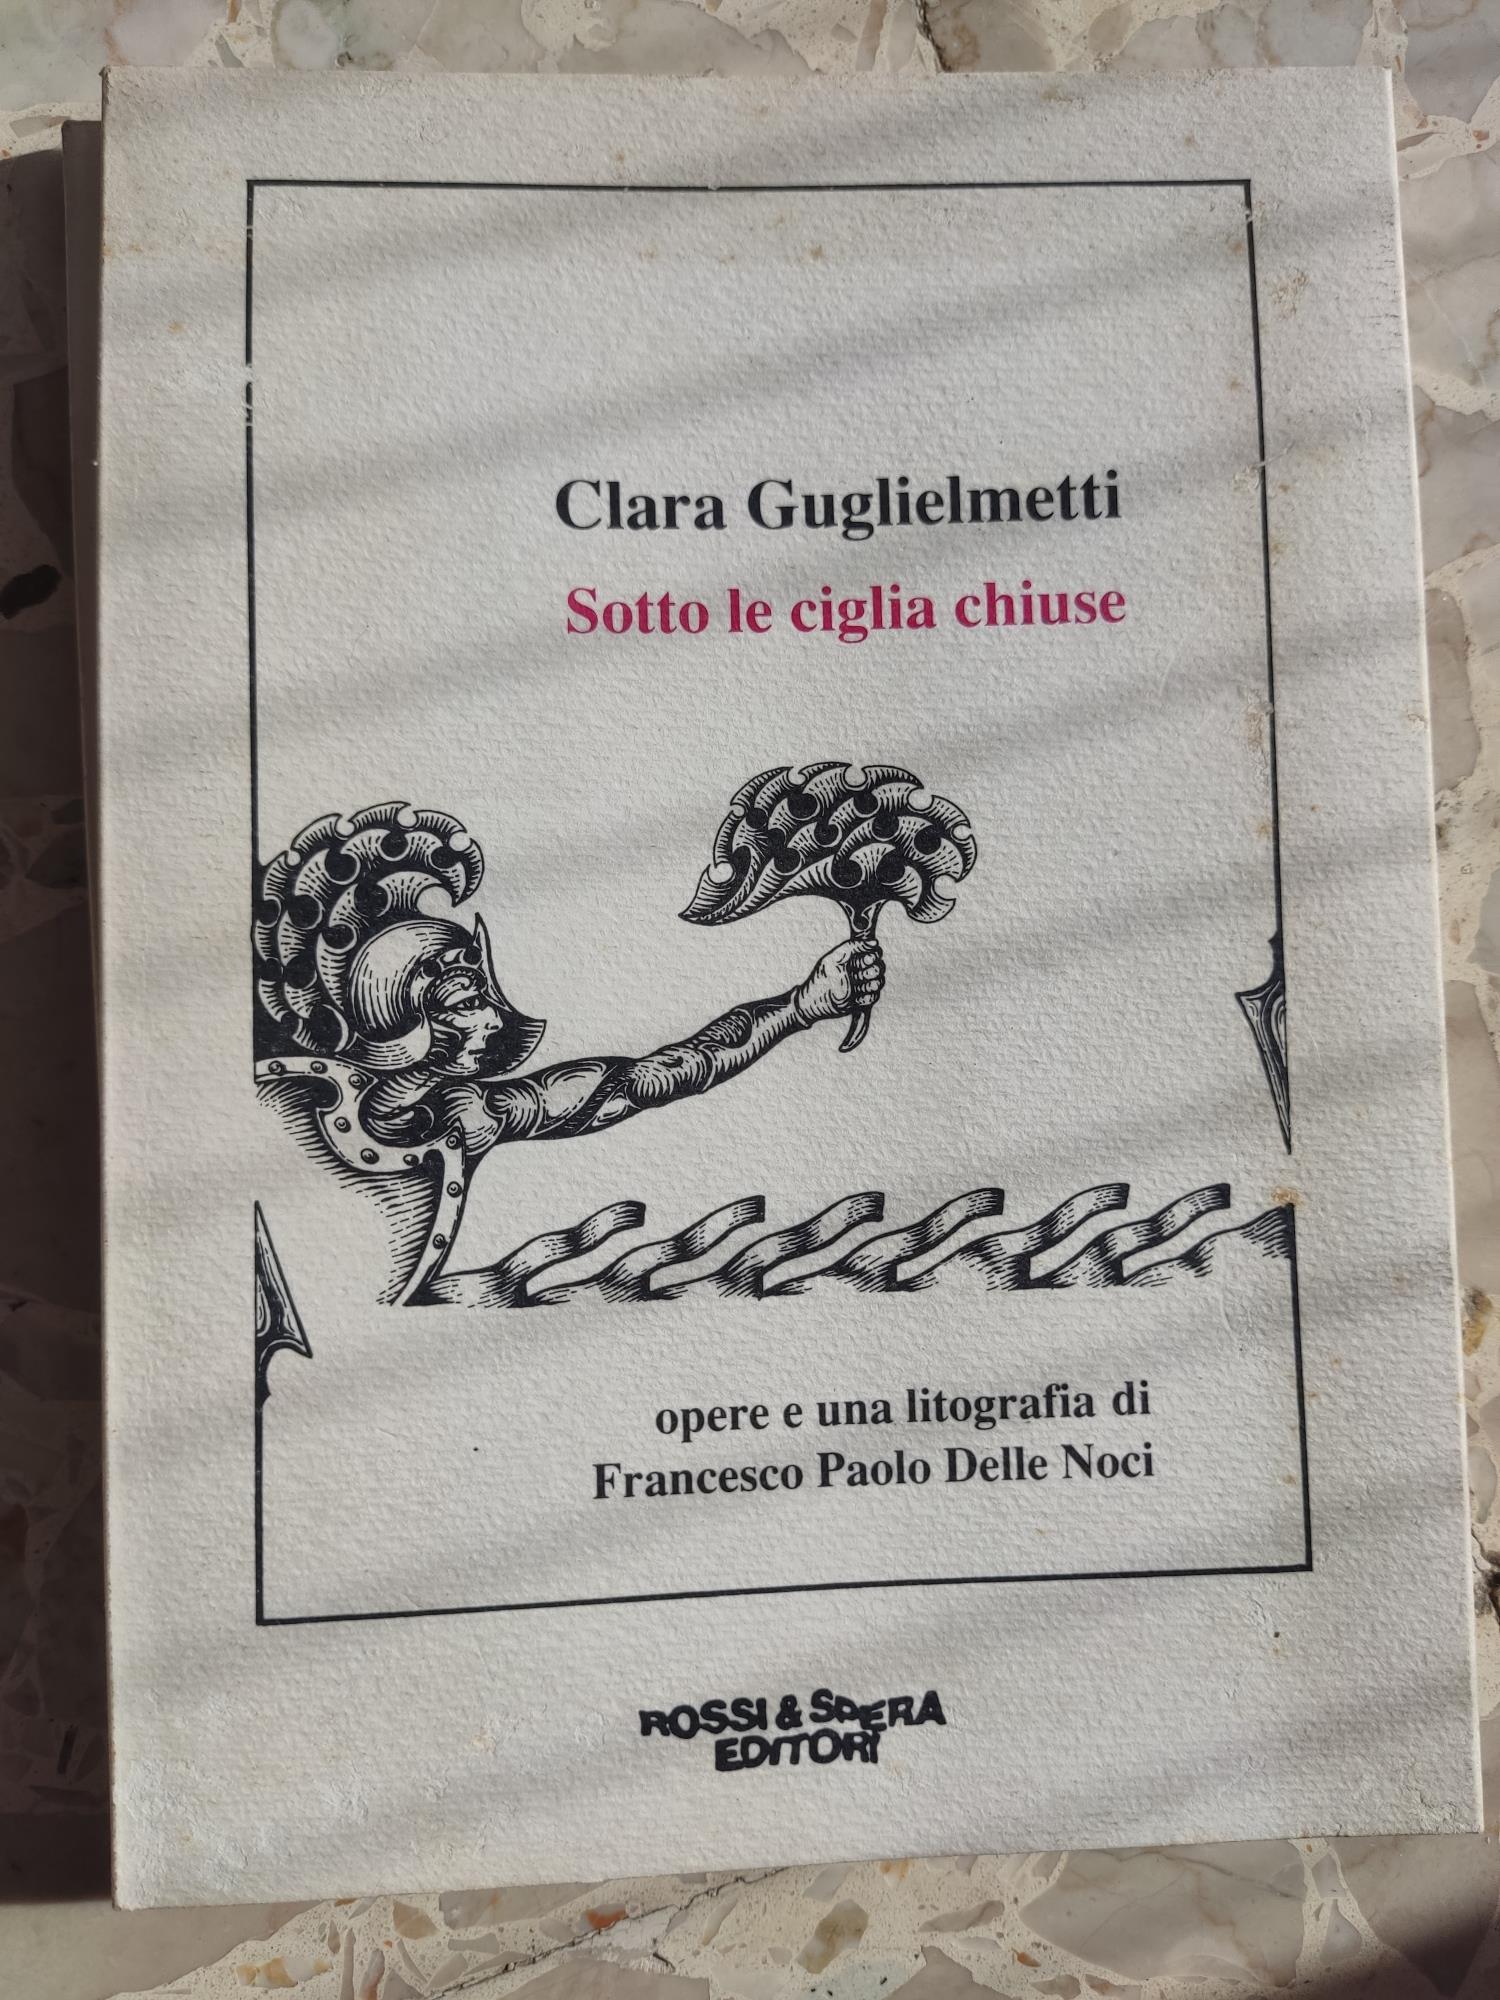 Clara Guglielmetti
Sotto le ciglia chiuse
opere e una litografia di
Francesco Paolo Delle Noci
ROSSI & SPERA
EDITORI